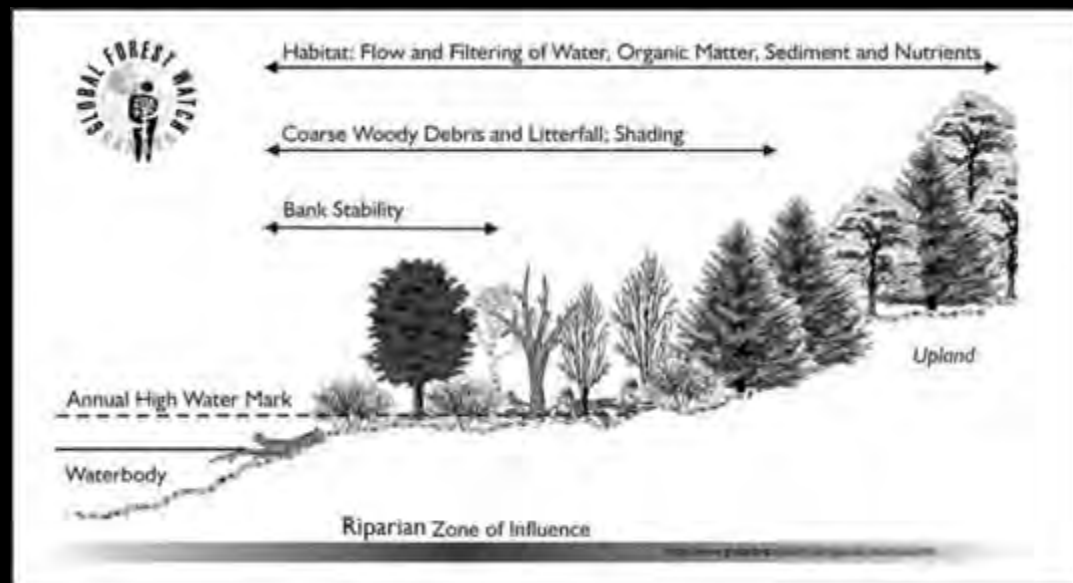 GLOBAL FOREST WATCH
Habitat: Flow and Filtering of Water, Organic Matter, Sediment and Nutrients
Coarse Woody Debris and Litterfall; Shading
Bank Stability
Upland
Annual High Water Mark
Waterbody
Riparian Zone of Influence